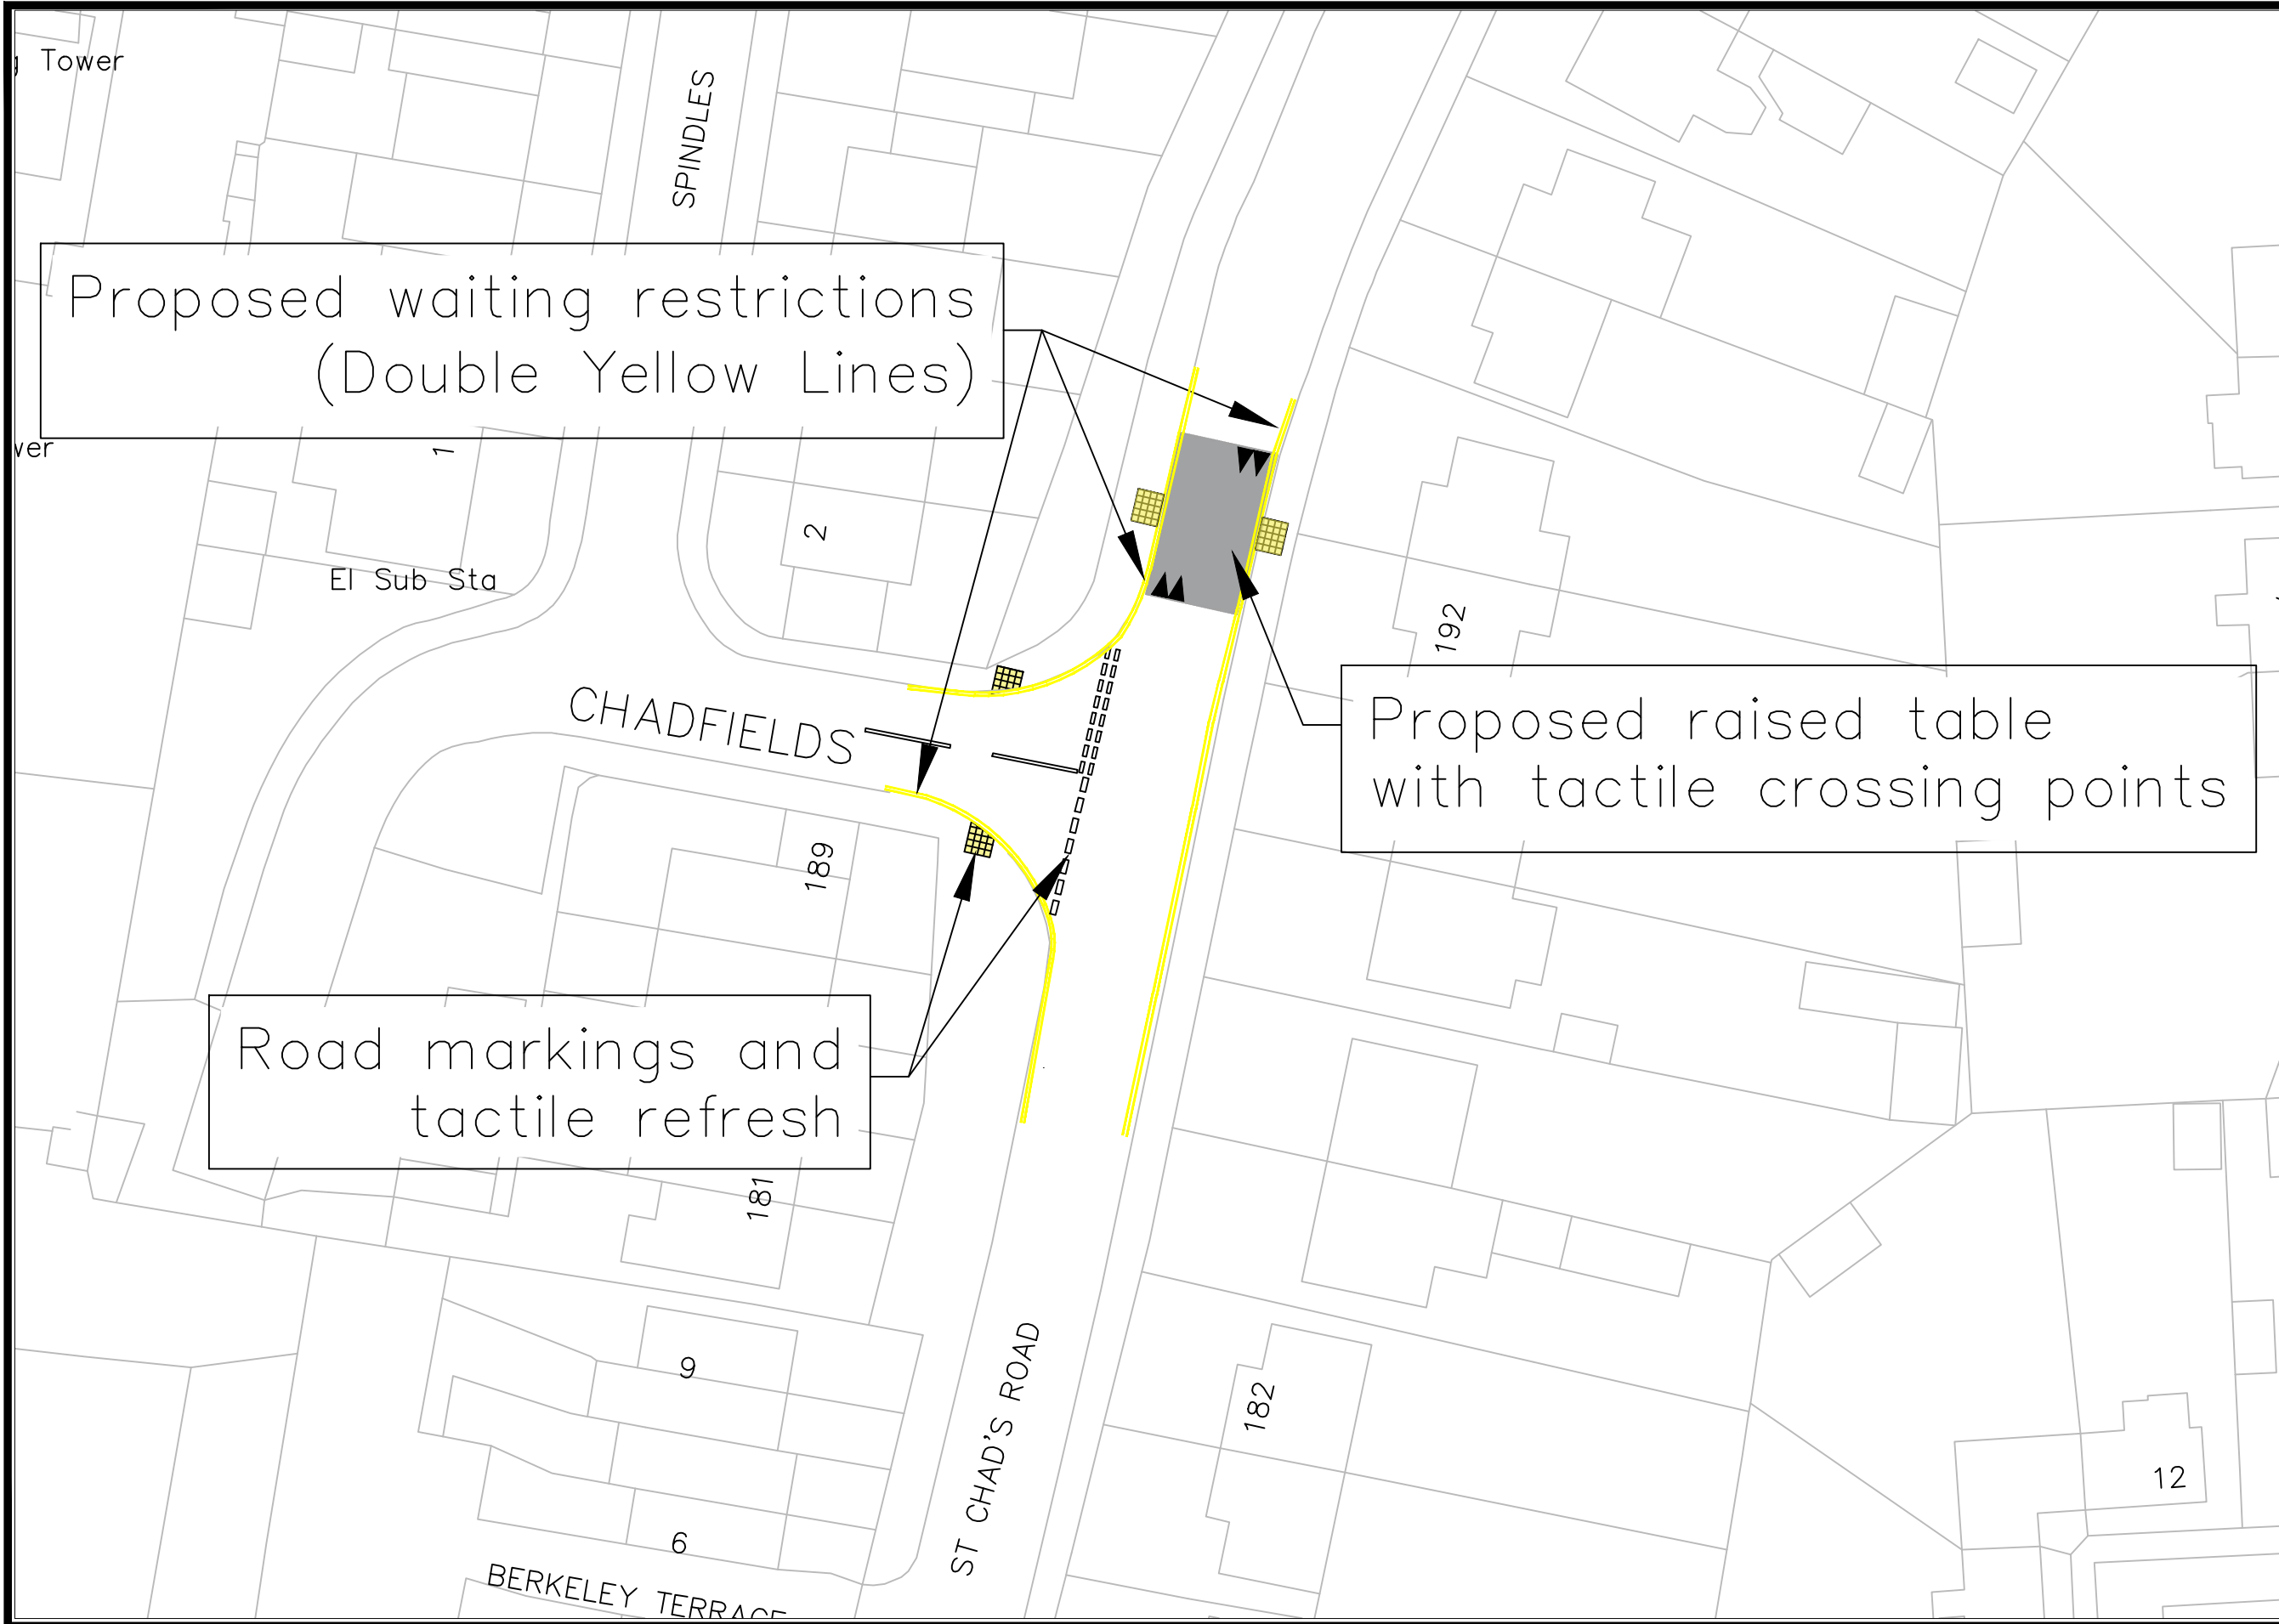 Tower
SPINDLES
Proposed waiting restrictions
(Double Yellow Lines)
1
2
El Sub Sta
192
CHADFIELDS
Proposed raised table
with tactile crossing points
189
Road markings and
tactile refresh
181
9
182
ST CHAD'S ROAD
12
6
BERKELEY TERRACE